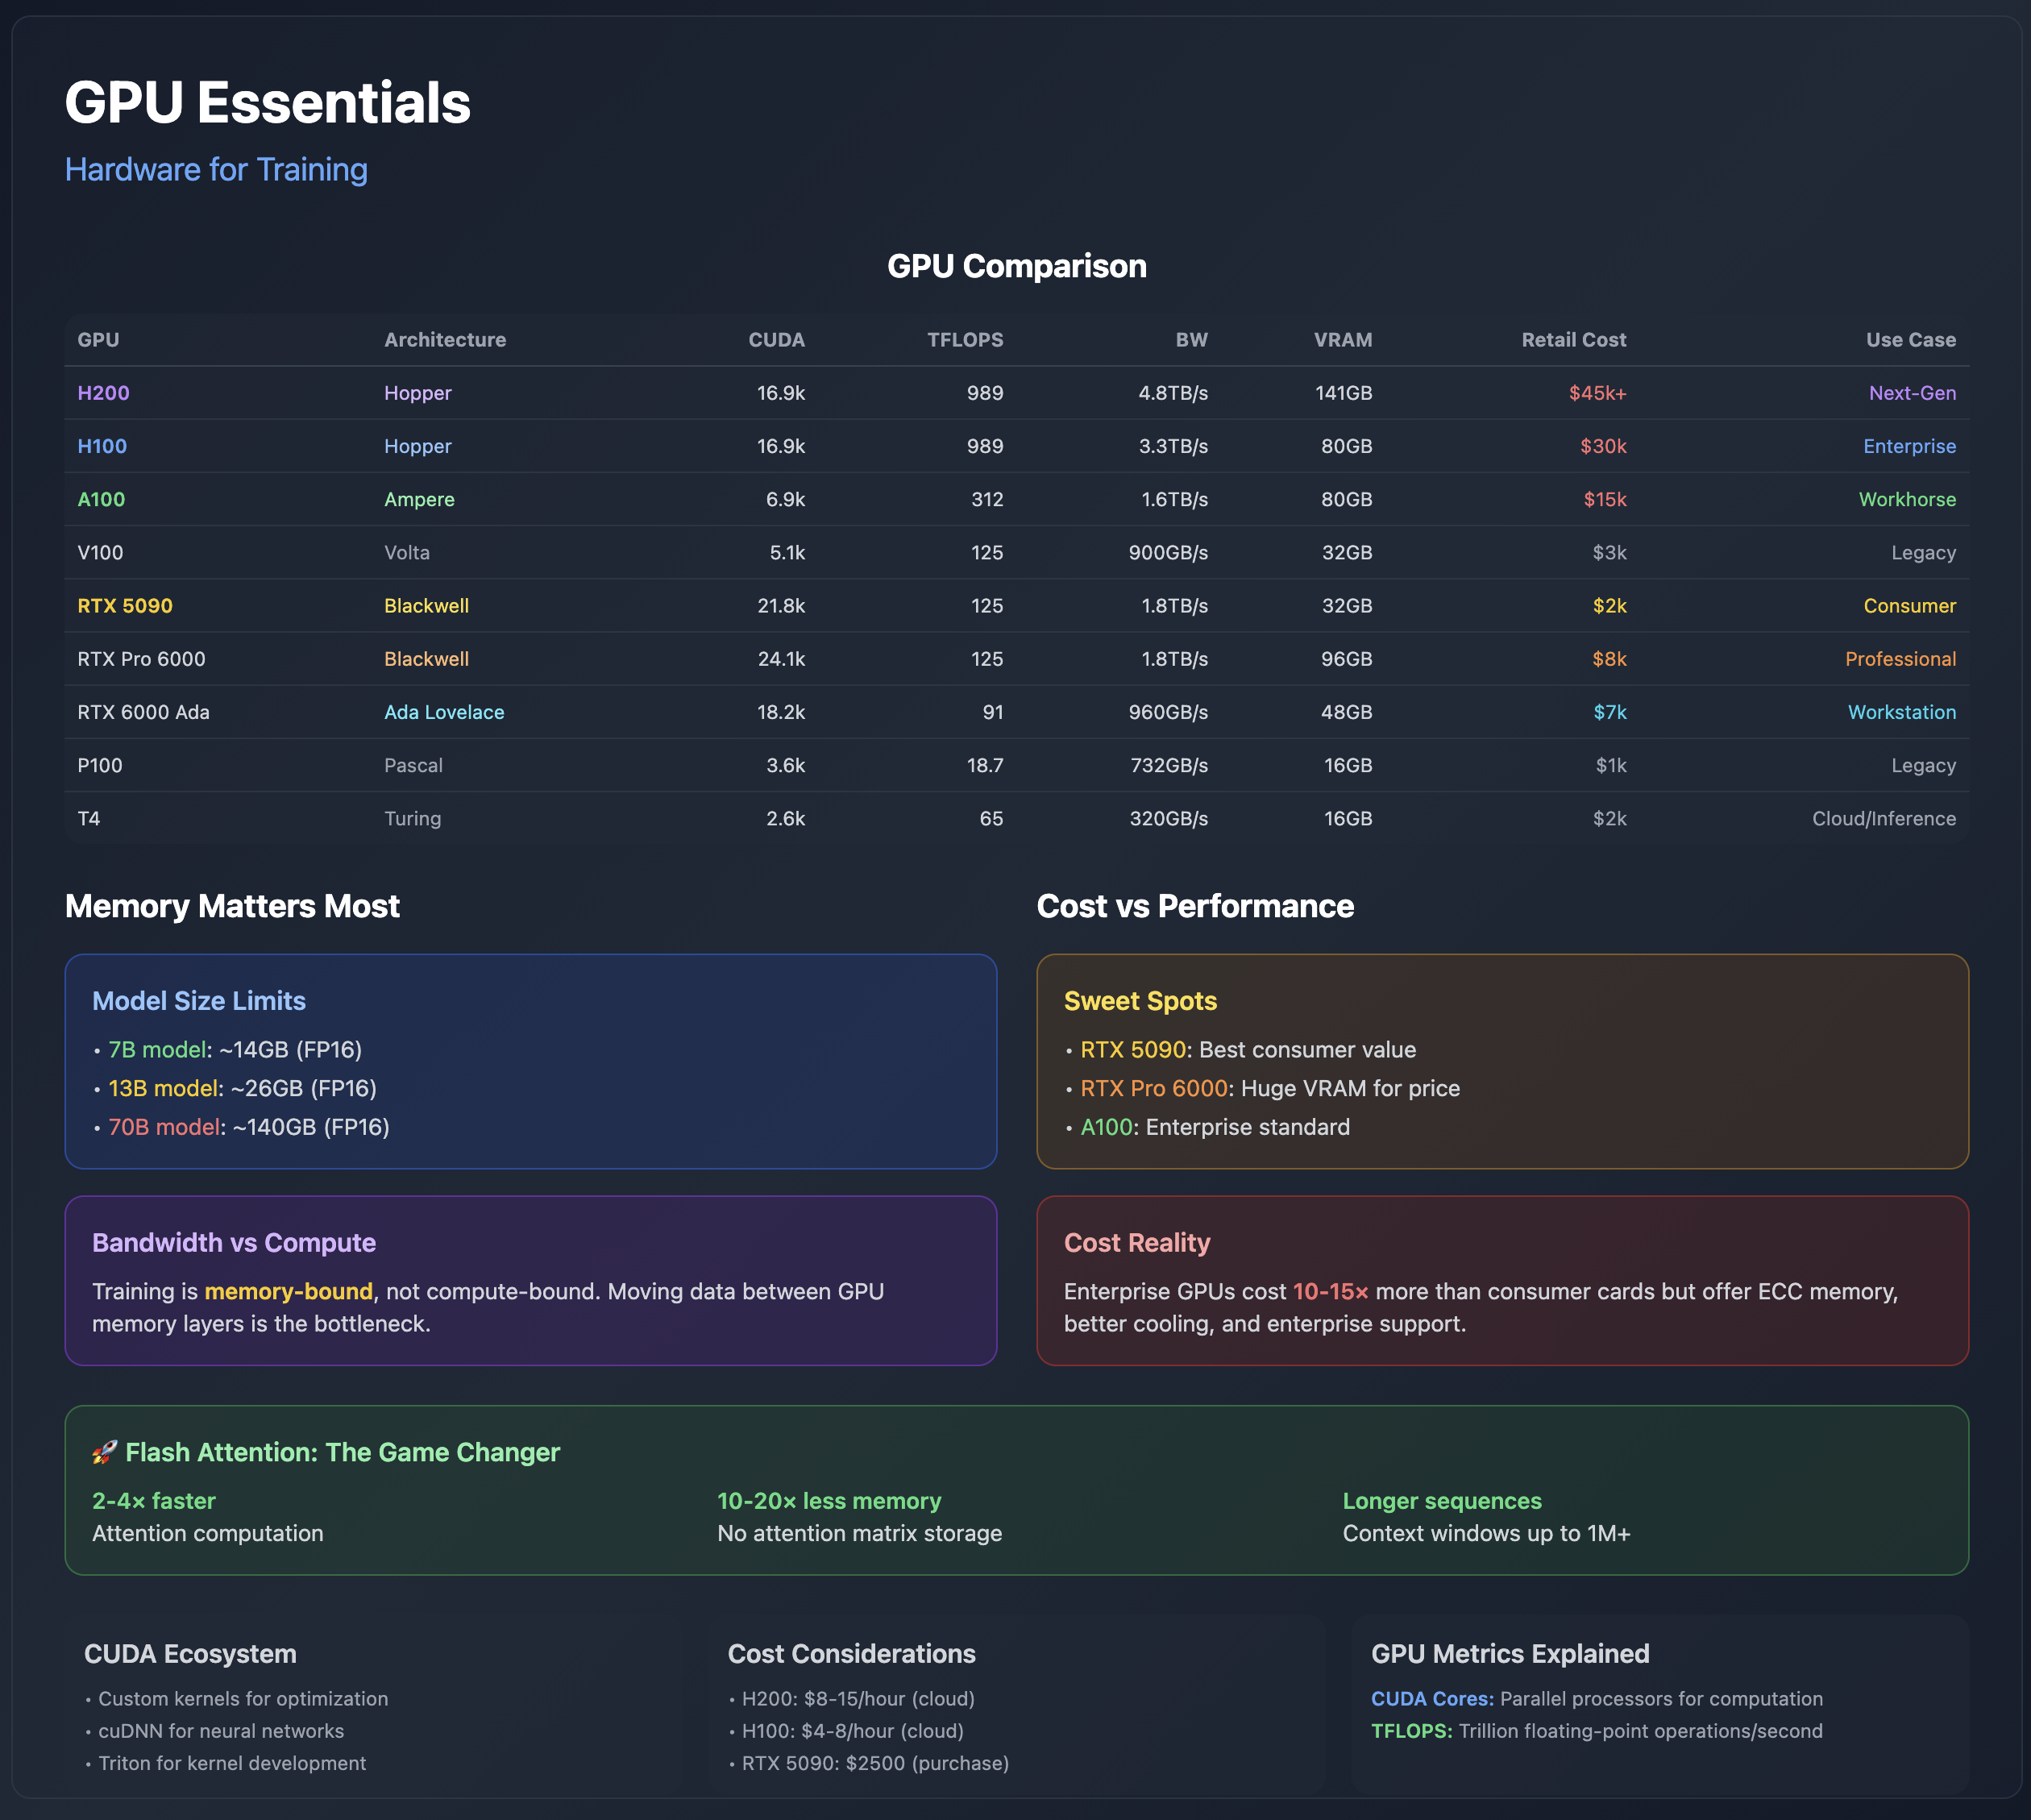 GPU Essentials
Hardware for Training
GPU Comparison
GPU Architecture CUDA TFLOPS BW VRAM Retail Cost Use Case
H200 Hopper 16.9k 989 4.8TB/s 141GB $45k+ Next-Gen
H100 Hopper 16.9k 989 3.3TB/s 80GB $30k Enterprise
A100 Ampere 6.9k 312 1.6TB/s 80GB $15k Workhorse
V100 Volta 5.1k 125 900GB/s 32GB $3k Legacy
RTX 5090 Blackwell 21.8k 125 1.8TB/s 32GB $2k Consumer
RTX Pro 6000 Blackwell 24.1k 125 1.8TB/s 96GB $8k Professional
RTX 6000 Ada Ada Lovelace 18.2k 91 960GB/s 48GB $7k Workstation
P100 Pascal 3.6k 18.7 732GB/s 16GB $1k Legacy
T4 Turing 2.6k 65 320GB/s 16GB $2k Cloud/Inference
Memory Matters Most
Model Size Limits
• 7B model: ~14GB (FP16)
• 13B model: ~26GB (FP16)
• 70B model: ~140GB (FP16)
Bandwidth vs Compute
Training is memory-bound, not compute-bound. Moving data between GPU
memory layers is the bottleneck.
Cost vs Performance
Sweet Spots
• RTX 5090: Best consumer value
• RTX Pro 6000: Huge VRAM for price
• A100: Enterprise standard
Cost Reality
Enterprise GPUs cost 10-15× more than consumer cards but offer ECC memory,
better cooling, and enterprise support.
🚀 Flash Attention: The Game Changer
2-4× faster
Attention computation
10-20× less memory
No attention matrix storage
Longer sequences
Context windows up to 1M+
CUDA Ecosystem
• Custom kernels for optimization
• cuDNN for neural networks
• Triton for kernel development
Cost Considerations
• H200: $8-15/hour (cloud)
• H100: $4-8/hour (cloud)
• RTX 5090: $2500 (purchase)
GPU Metrics Explained
CUDA Cores: Parallel processors for computation
TFLOPS: Trillion floating-point operations/second